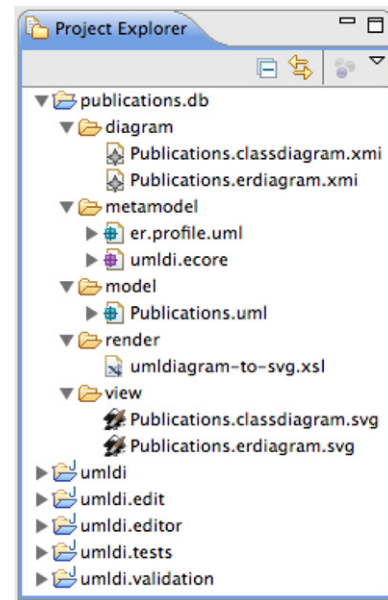 Project Explorer
publications.db
diagram
Publications.classdiagram.xmi
Publications.erdiagram.xmi
metamodel
er.profile.uml
umldi.ecore
model
Publications.uml
render
umldiagram-to-svg.xsl
view
Publications.classdiagram.svg
Publications.erdiagram.svg
umldi
umldi.edit
umldi.editor
umldi.tests
umldi.validation